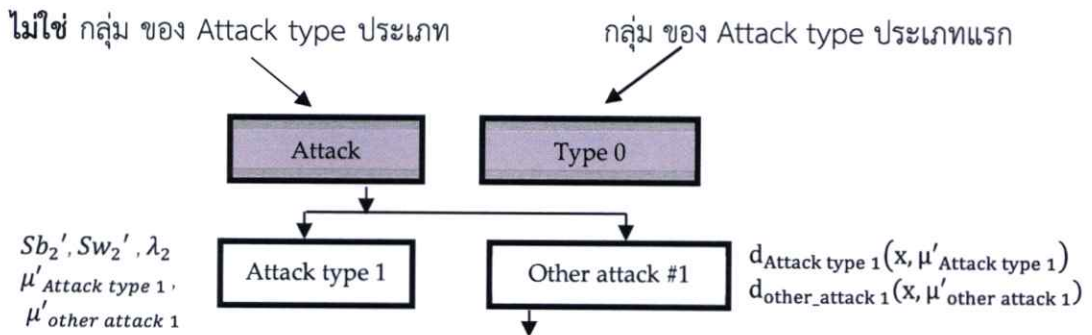 ไม่ใช่ กลุ่ม ของ Attack type ประเภท
กลุ่ม ของ Attack type ประเภทแรก
Attack
Type 0
Sb₂', Sw₂', λ₂
μ'Attack type 1,
μ'other attack 1
Attack type 1
Other attack #1
dAttack type 1(x, μ'Attack type 1)
dother_attack 1(x, μ'other attack 1)